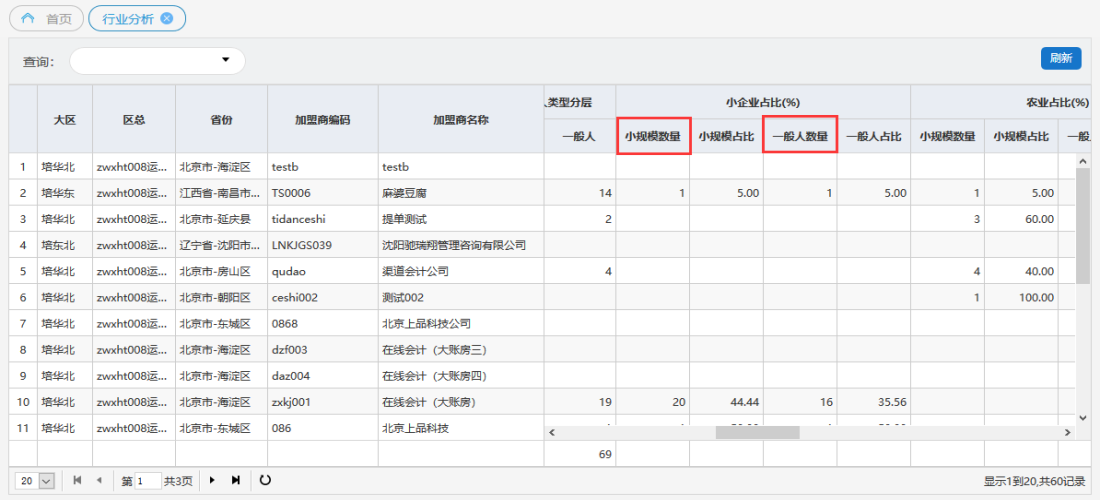 首页 行业分析
查询: 刷新
大区 区总 省份 加盟商编码 加盟商名称 人类型分层 小企业占比(%) 农业占比(%)
一般人 小规模数量 小规模占比 一般人数量 一般人占比 小规模数量 小规模占比
1 培华北 zwxht008运... 北京市-海淀区 testb testb
2 培华东 zwxht008运... 江西省-南昌市... TS0006 麻婆豆腐 14 1 5.00 1 5.00 1 5.00
3 培华北 zwxht008运... 北京市-延庆县 tidanceshi 提单测试 2 3 60.00
4 培东北 zwxht008运... 辽宁省-沈阳市... LNKJGS039 沈阳驰瑞翔管理咨询有限公司
5 培华北 zwxht008运... 北京市-房山区 qudao 渠道会计公司 4 4 40.00
6 培华北 zwxht008运... 北京市-朝阳区 ceshi002 测试002 1 100.00
7 培华北 zwxht008运... 北京市-东城区 0868 北京上品科技公司
8 培华北 zwxht008运... 北京市-海淀区 dzf003 在线会计（大账房三）
9 培华北 zwxht008运... 北京市-海淀区 daz004 在线会计（大账房四）
10 培华北 zwxht008运... 北京市-海淀区 zxkj001 在线会计（大账房） 19 20 44.44 16 35.56
11 培华北 zwxht008运... 北京市-东城区 086 北京上品科技
69
20 第 1 共3页 显示1到20,共60记录